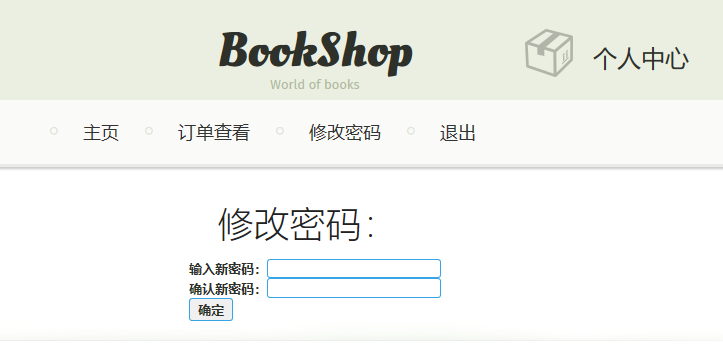 BookShop
World of books
个人中心
主页
订单查看
修改密码
退出
修改密码：
输入新密码：
确认新密码：
确定